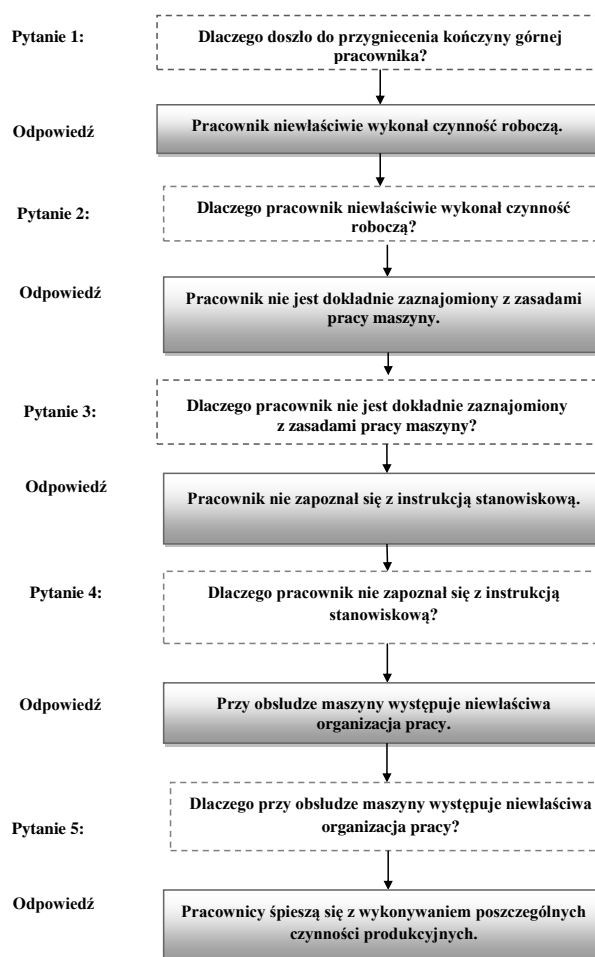 Pytanie 1:
Dlaczego doszło do przygniecenia kończyny górnej
pracownika?
Odpowiedź
Pracownik niewłaściwie wykonał czynność roboczą.
Pytanie 2:
Dlaczego pracownik niewłaściwie wykonał czynność
roboczą?
Odpowiedź
Pracownik nie jest dokładnie zaznajomiony z zasadami
pracy maszyny.
Pytanie 3:
Dlaczego pracownik nie jest dokładnie zaznajomiony
z zasadami pracy maszyny?
Odpowiedź
Pracownik nie zapoznał się z instrukcją stanowiskową.
Pytanie 4:
Dlaczego pracownik nie zapoznał się z instrukcją
stanowiskową?
Odpowiedź
Przy obsłudze maszyny występuje niewłaściwa
organizacja pracy.
Pytanie 5:
Dlaczego przy obsłudze maszyny występuje niewłaściwa
organizacja pracy?
Odpowiedź
Pracownicy śpieszą się z wykonywaniem poszczególnych
czynności produkcyjnych.